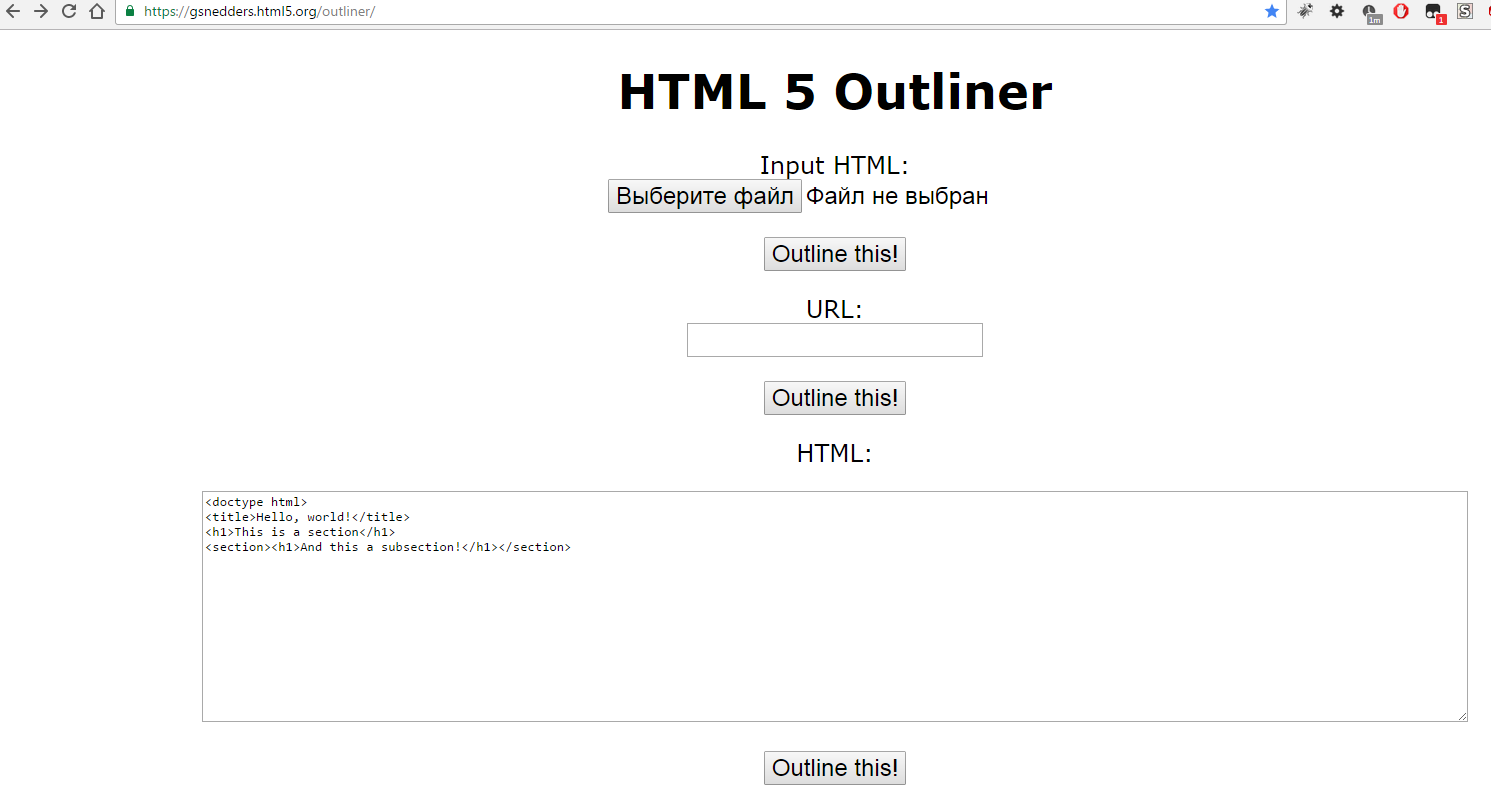 https://gsnedders.html5.org/outliner/
1m
1
S
HTML 5 Outliner
Input HTML:
Выберите файл Файл не выбран
Outline this!
URL:
Outline this!
HTML:
<doctype html>
<title>Hello, world!</title>
<h1>This is a section</h1>
<section><h1>And this a subsection!</h1></section>
Outline this!